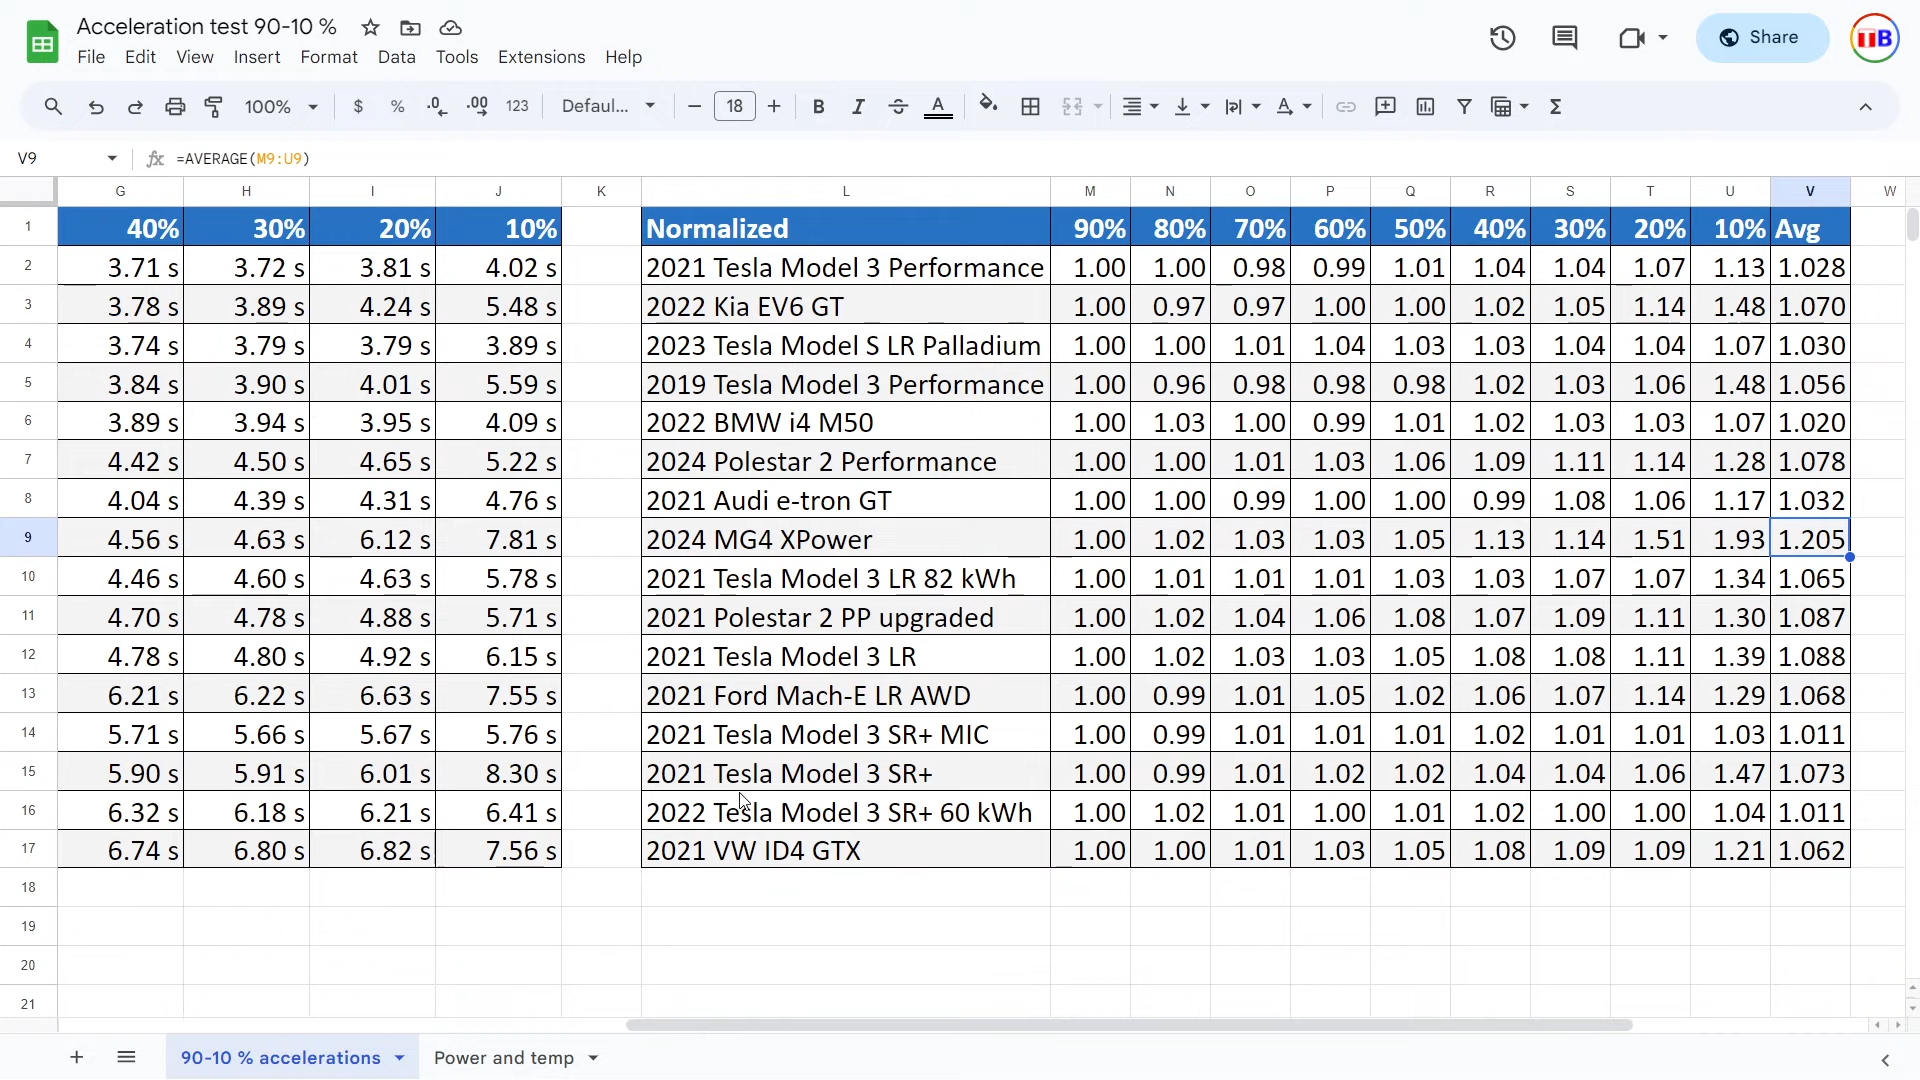 Acceleration test 90-10 %
File Edit View Insert Format Data Tools Extensions Help
Share
TB
100% $ % .0 .00 123 Defaul... 18 B I S A A Σ
V9 fx =AVERAGE(M9:U9)
G H I J K L M N O P Q R S T U V W
1 40% 30% 20% 10% Normalized 90% 80% 70% 60% 50% 40% 30% 20% 10% Avg
2 3.71 s 3.72 s 3.81 s 4.02 s 2021 Tesla Model 3 Performance 1.00 1.00 0.98 0.99 1.01 1.04 1.04 1.07 1.13 1.028
3 3.78 s 3.89 s 4.24 s 5.48 s 2022 Kia EV6 GT 1.00 0.97 0.97 1.00 1.00 1.02 1.05 1.14 1.48 1.070
4 3.74 s 3.79 s 3.79 s 3.89 s 2023 Tesla Model S LR Palladium 1.00 1.00 1.01 1.04 1.03 1.03 1.04 1.04 1.07 1.030
5 3.84 s 3.90 s 4.01 s 5.59 s 2019 Tesla Model 3 Performance 1.00 0.96 0.98 0.98 0.98 1.02 1.03 1.06 1.48 1.056
6 3.89 s 3.94 s 3.95 s 4.09 s 2022 BMW i4 M50 1.00 1.03 1.00 0.99 1.01 1.02 1.03 1.03 1.07 1.020
7 4.42 s 4.50 s 4.65 s 5.22 s 2024 Polestar 2 Performance 1.00 1.00 1.01 1.03 1.06 1.09 1.11 1.14 1.28 1.078
8 4.04 s 4.39 s 4.31 s 4.76 s 2021 Audi e-tron GT 1.00 1.00 0.99 1.00 1.00 0.99 1.08 1.06 1.17 1.032
9 4.56 s 4.63 s 6.12 s 7.81 s 2024 MG4 XPower 1.00 1.02 1.03 1.03 1.05 1.13 1.14 1.51 1.93 1.205
10 4.46 s 4.60 s 4.63 s 5.78 s 2021 Tesla Model 3 LR 82 kWh 1.00 1.01 1.01 1.01 1.03 1.03 1.07 1.07 1.34 1.065
11 4.70 s 4.78 s 4.88 s 5.71 s 2021 Polestar 2 PP upgraded 1.00 1.02 1.04 1.06 1.08 1.07 1.09 1.11 1.30 1.087
12 4.78 s 4.80 s 4.92 s 6.15 s 2021 Tesla Model 3 LR 1.00 1.02 1.03 1.03 1.05 1.08 1.08 1.11 1.39 1.088
13 6.21 s 6.22 s 6.63 s 7.55 s 2021 Ford Mach-E LR AWD 1.00 0.99 1.01 1.05 1.02 1.06 1.07 1.14 1.29 1.068
14 5.71 s 5.66 s 5.67 s 5.76 s 2021 Tesla Model 3 SR+ MIC 1.00 0.99 1.01 1.01 1.01 1.02 1.01 1.01 1.03 1.011
15 5.90 s 5.91 s 6.01 s 8.30 s 2021 Tesla Model 3 SR+ 1.00 0.99 1.01 1.02 1.02 1.04 1.04 1.06 1.47 1.073
16 6.32 s 6.18 s 6.21 s 6.41 s 2022 Tesla Model 3 SR+ 60 kWh 1.00 1.02 1.01 1.00 1.01 1.02 1.00 1.00 1.04 1.011
17 6.74 s 6.80 s 6.82 s 7.56 s 2021 VW ID4 GTX 1.00 1.00 1.01 1.03 1.05 1.08 1.09 1.09 1.21 1.062
18
19
20
21
90-10 % accelerations Power and temp